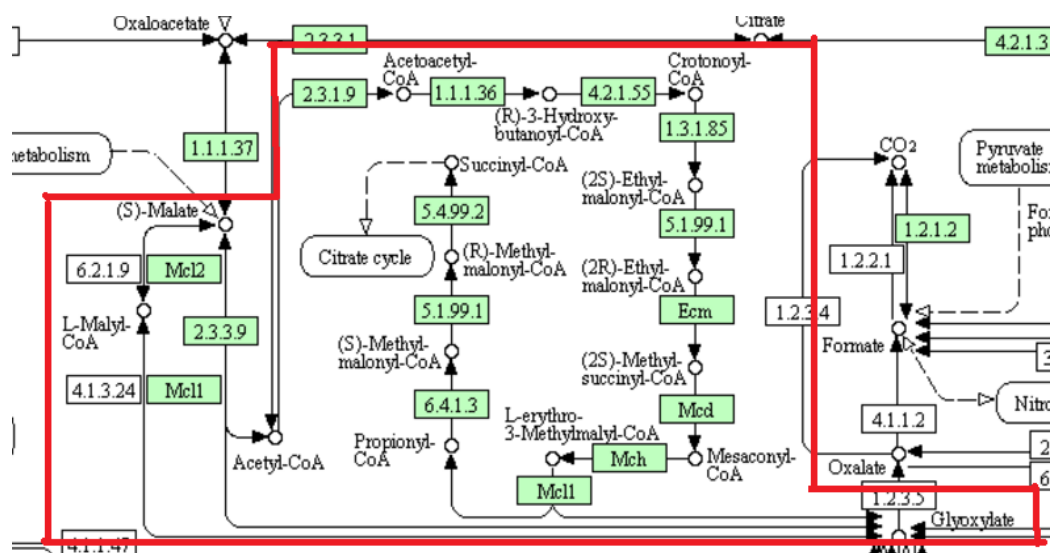 Oxaloacetate
Citrate
2.3.3.1
4.2.1.3
Acetoacetyl-
CoA
Crotonoyl-
CoA
2.3.1.9
1.1.1.36
4.2.1.55
(R)-3-Hydroxy-
butanoyl-CoA
1.3.1.85
1.1.1.37
etabolism
CO2
Pyruvate
metabolism
Succinyl-CoA
(2S)-Ethyl-
malonyl-CoA
(S)-Malate
5.4.99.2
5.1.99.1
1.2.1.2
Citrate cycle
(R)-Methyl-
malonyl-CoA
(2R)-Ethyl-
malonyl-CoA
1.2.2.1
6.2.1.9
Mcl2
5.1.99.1
Ecm
1.2.3.4
L-Malyl-
CoA
2.3.3.9
(S)-Methyl-
malonyl-CoA
(2S)-Methyl-
succinyl-CoA
Formate
4.1.3.24
Mcl1
6.4.1.3
Mcd
Nitro
L-erythro-
3-Methylmalyl-CoA
4.1.1.2
Propionyl-
CoA
Acetyl-CoA
Mch
Mesaconyl-
CoA
Oxalate
Mcl1
1.2.3.5
Glyoxylate
4.1.1.47